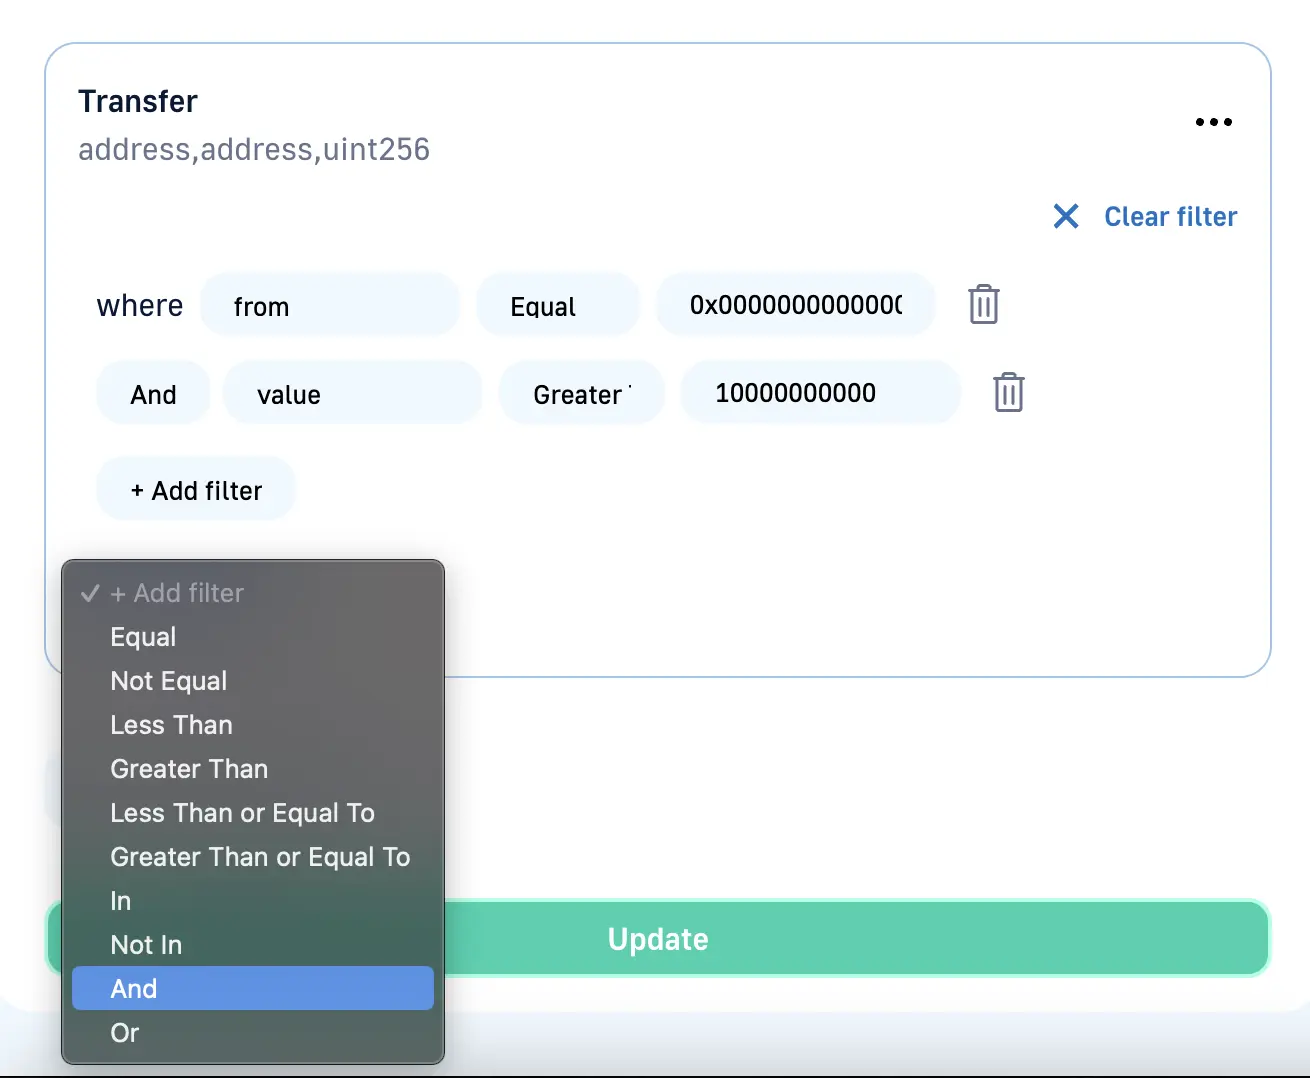 Transfer
address,address,uint256
Clear filter
where from Equal 0x000000000000
And value Greater 10000000000
+ Add filter
+ Add filter
Equal
Not Equal
Less Than
Greater Than
Less Than or Equal To
Greater Than or Equal To
In
Not In
And
Or
Update